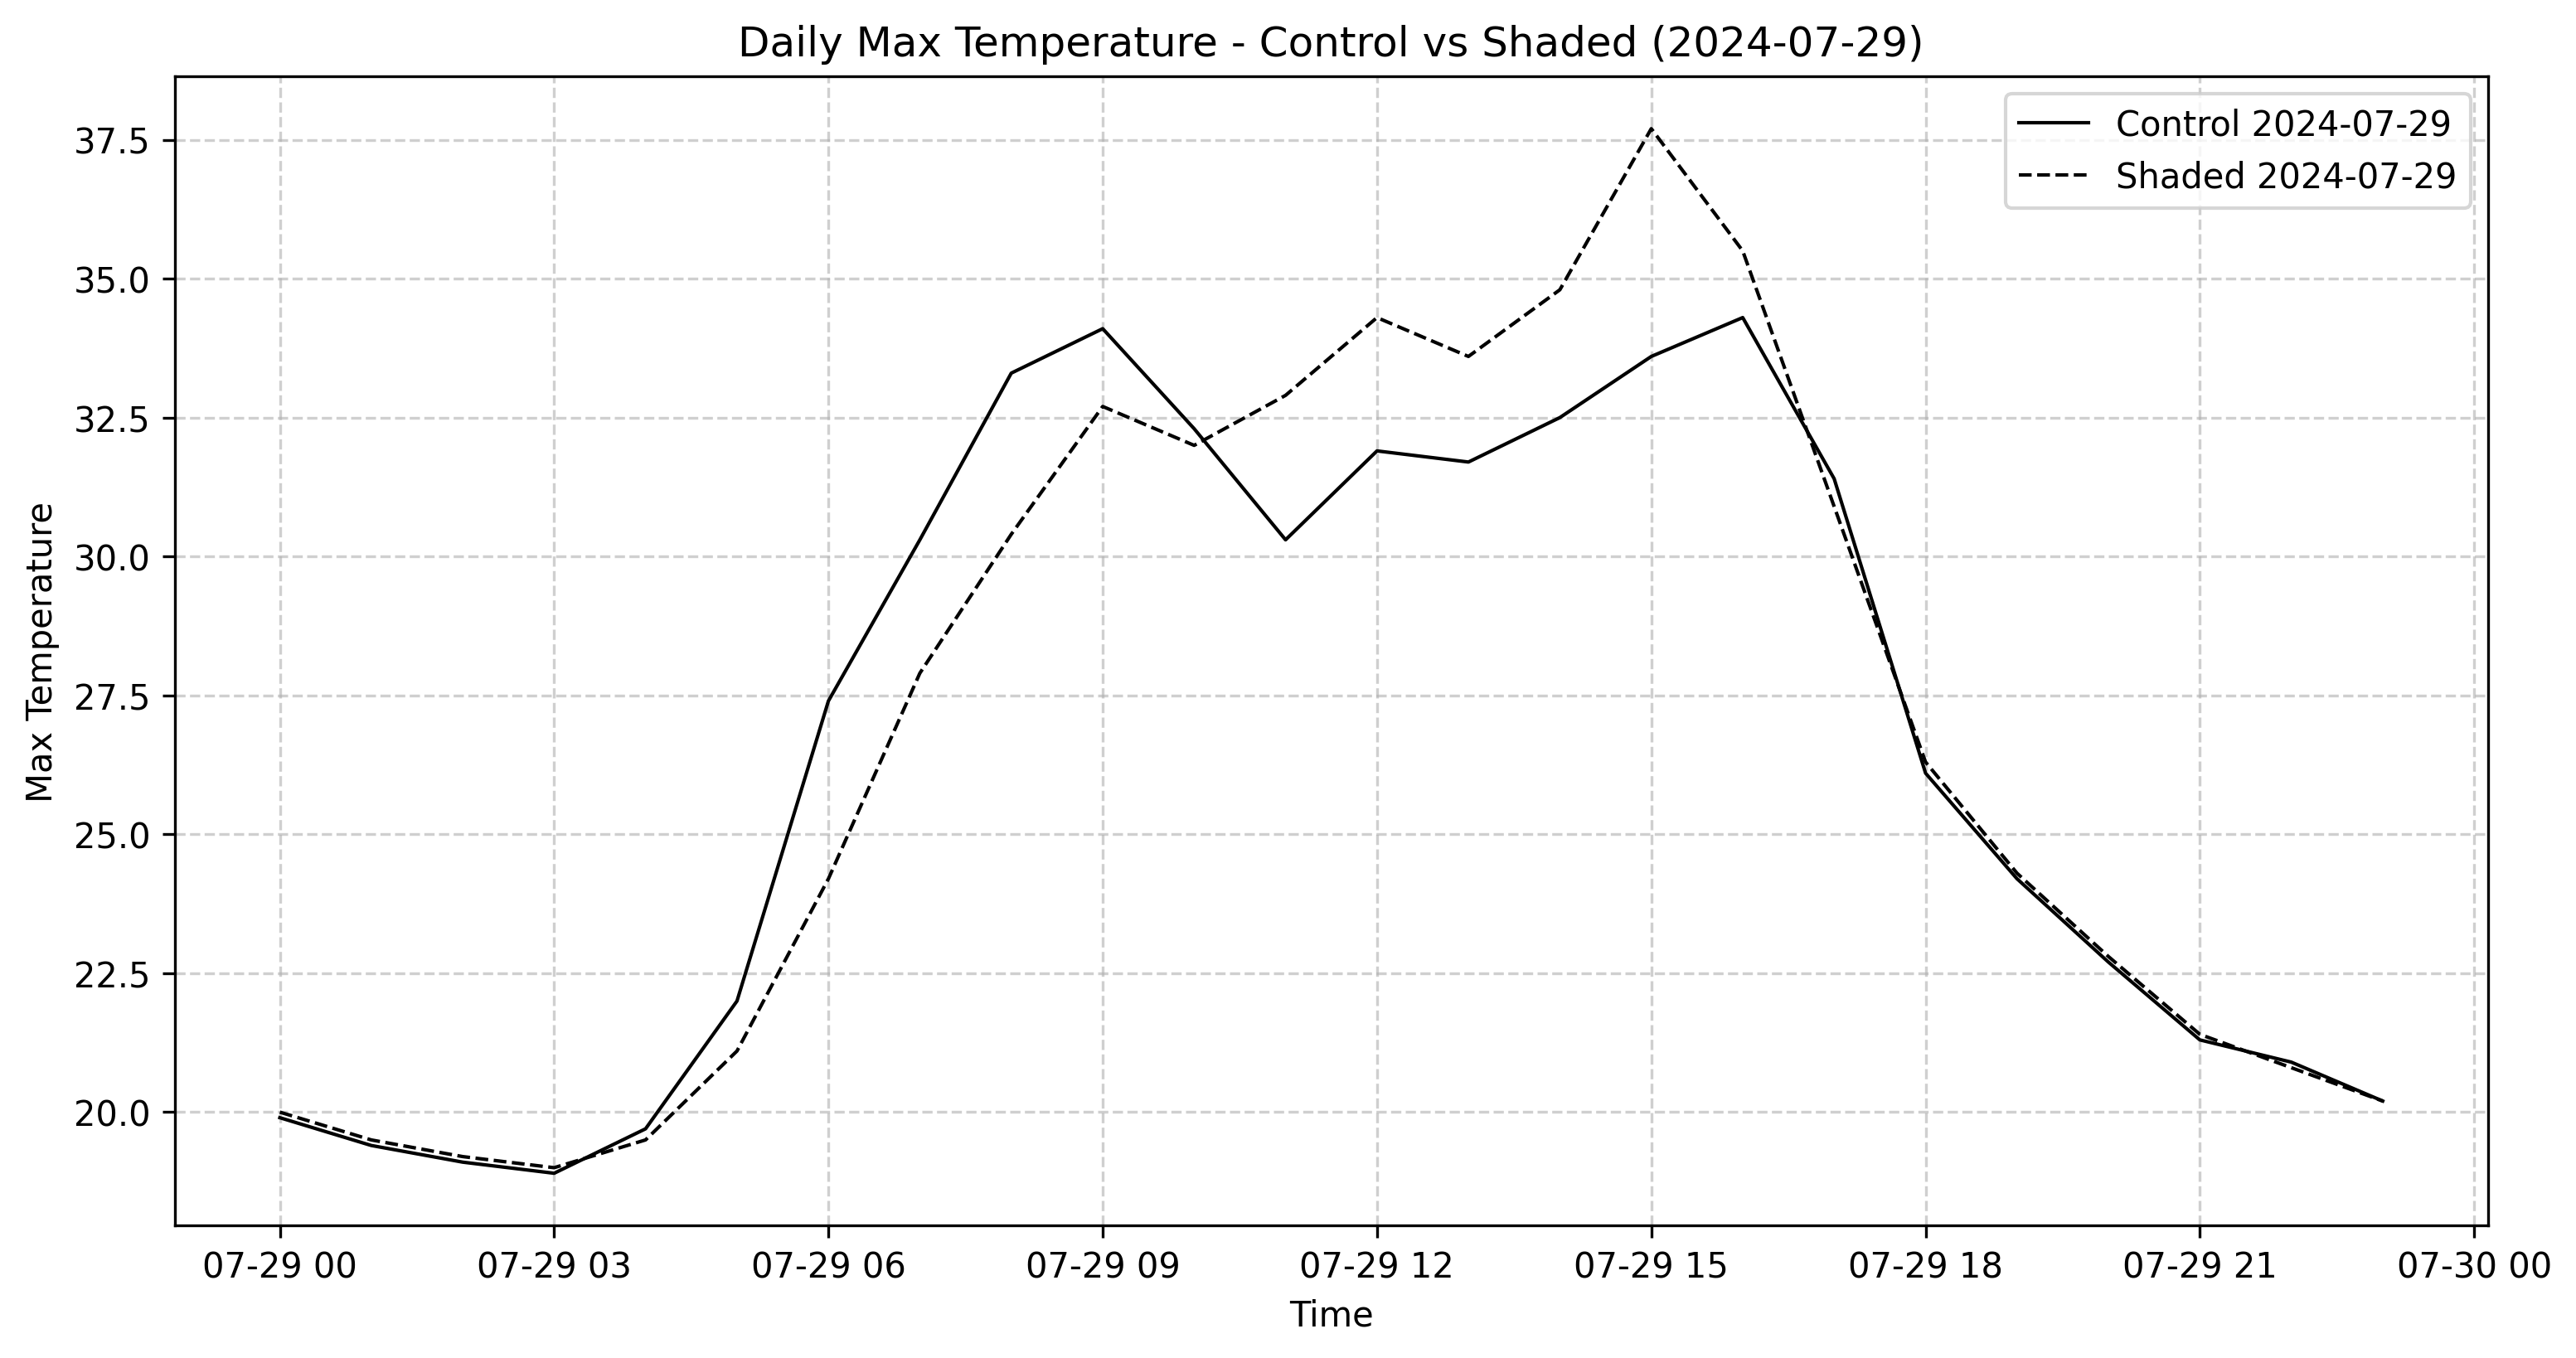 Daily Max Temperature - Control vs Shaded (2024-07-29)
Control 2024-07-29
Shaded 2024-07-29
37.5
35.0
32.5
30.0
27.5
25.0
22.5
20.0
Max Temperature
07-29 00 07-29 03 07-29 06 07-29 09 07-29 12 07-29 15 07-29 18 07-29 21 07-30 00
Time